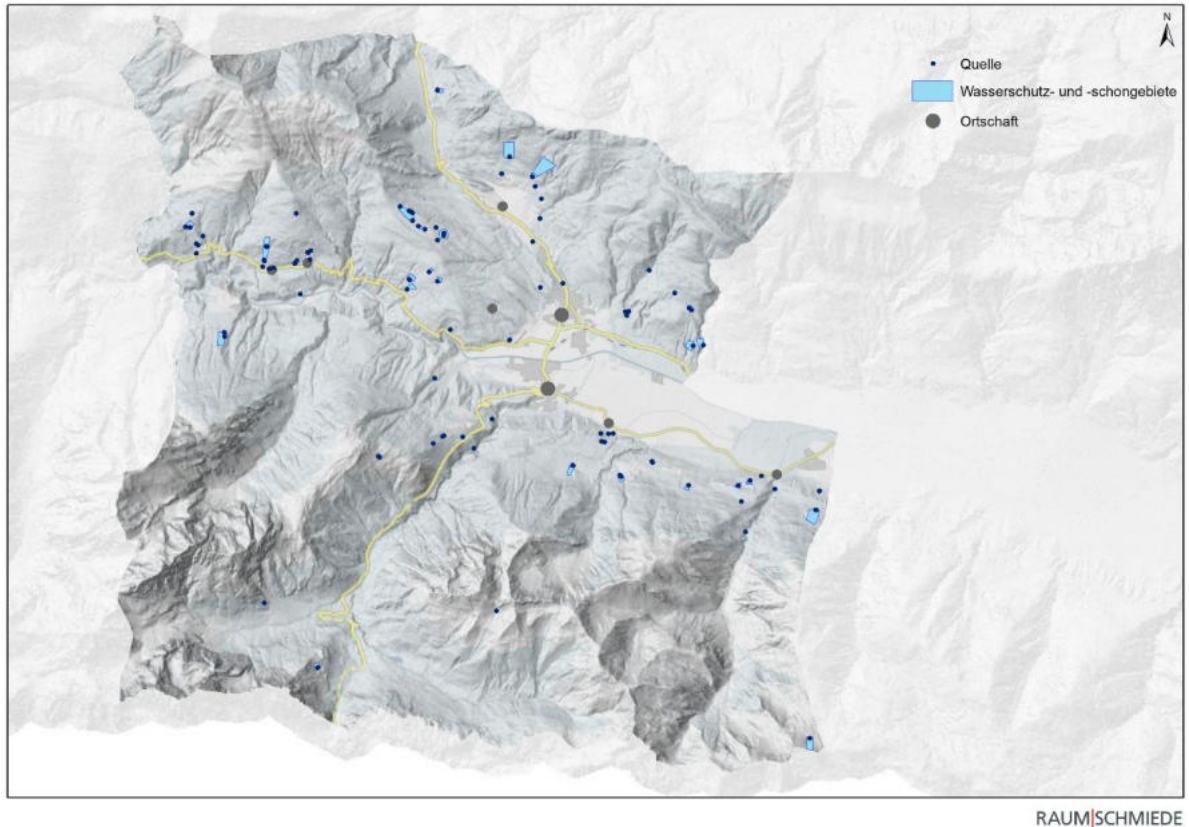 N
Quelle
Wasserschutz- und -schongebiete
Ortschaft
RAUM|SCHMIEDE